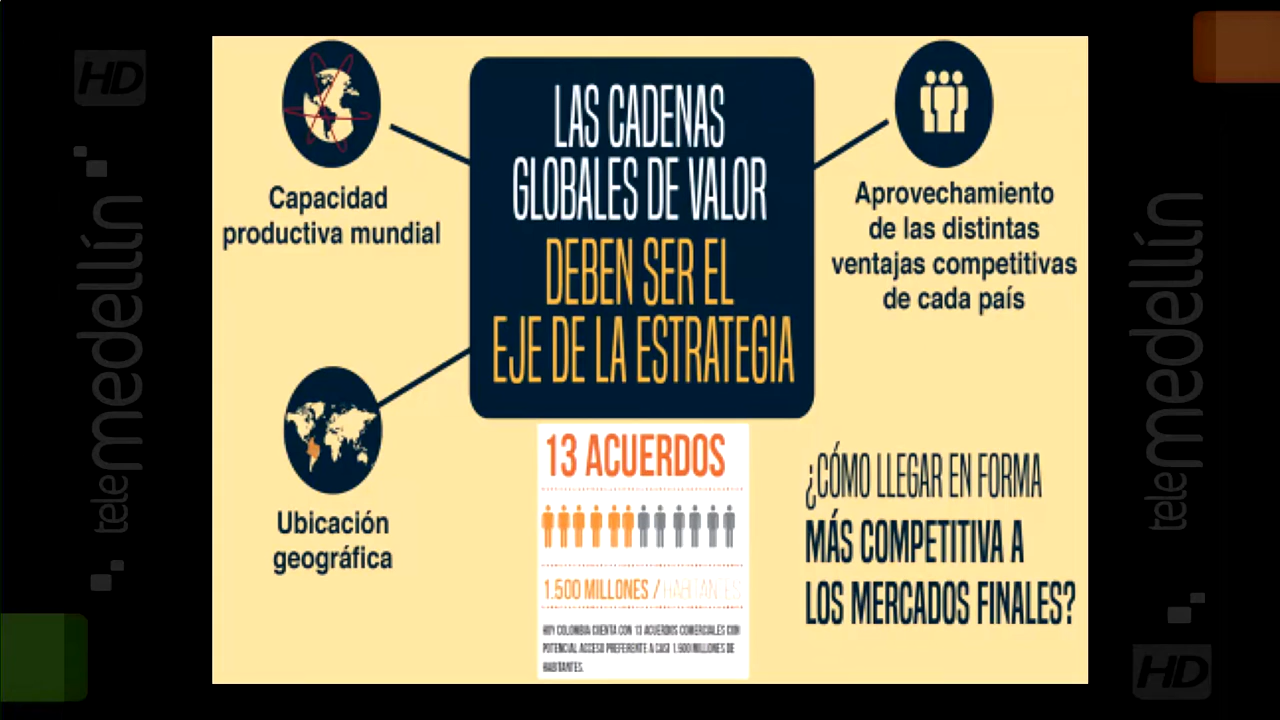 HD
telemedellín
Capacidad
productiva mundial
LAS CADENAS
GLOBALES DE VALOR
DEBEN SER EL
EJE DE LA ESTRATEGIA
Aprovechamiento
de las distintas
ventajas competitivas
de cada país
Ubicación
geográfica
13 ACUERDOS
1.500 MILLONES / HABITANTES
HOY COLOMBIA CUENTA CON 13 ACUERDOS COMERCIALES CON
POTENCIAL ACCESO PREFERENTE A CASI 1.500 MILLONES DE
HABITANTES.
¿CÓMO LLEGAR EN FORMA
MÁS COMPETITIVA A
LOS MERCADOS FINALES?
telemedellín
HD